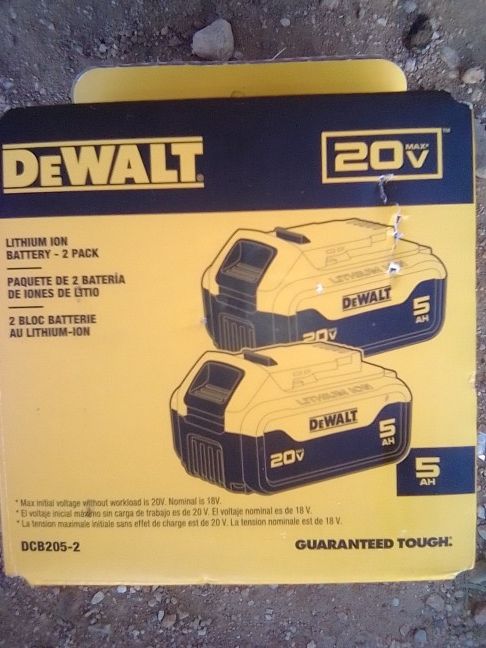 DEWALT
20V MAX*
LITHIUM ION
BATTERY - 2 PACK
PAQUETE DE 2 BATERÍA
DE IONES DE LITIO
2 BLOC BATTERIE
AU LITHIUM-ION
LITHIUM ION
DEWALT
5
AH
20V
LITHIUM ION
DEWALT
5
AH
20V
5
AH
* Max initial voltage without workload is 20V. Nominal is 18V.
* El voltaje inicial máximo sin carga de trabajo es de 20 V. El voltaje nominal es de 18 V.
* La tension maximale initiale sans effet de charge est de 20 V. La tension nominale est de 18 V.
DCB205-2
GUARANTEED TOUGH.